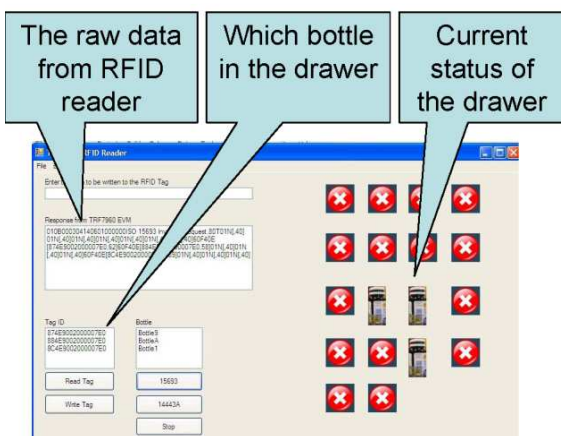 The raw data
from RFID
reader
Which bottle
in the drawer
Current
status of
the drawer
RFID Reader
File
to be written to the RFID Tag
Response from TRF7960 EVM
Tag ID
874E9002000007E0
884E9002000007E0
8C4E9002000007E0
Bottle
BottleS
BottleA
Bottle1
Read Tag
15693
Write Tag
14443A
Stop